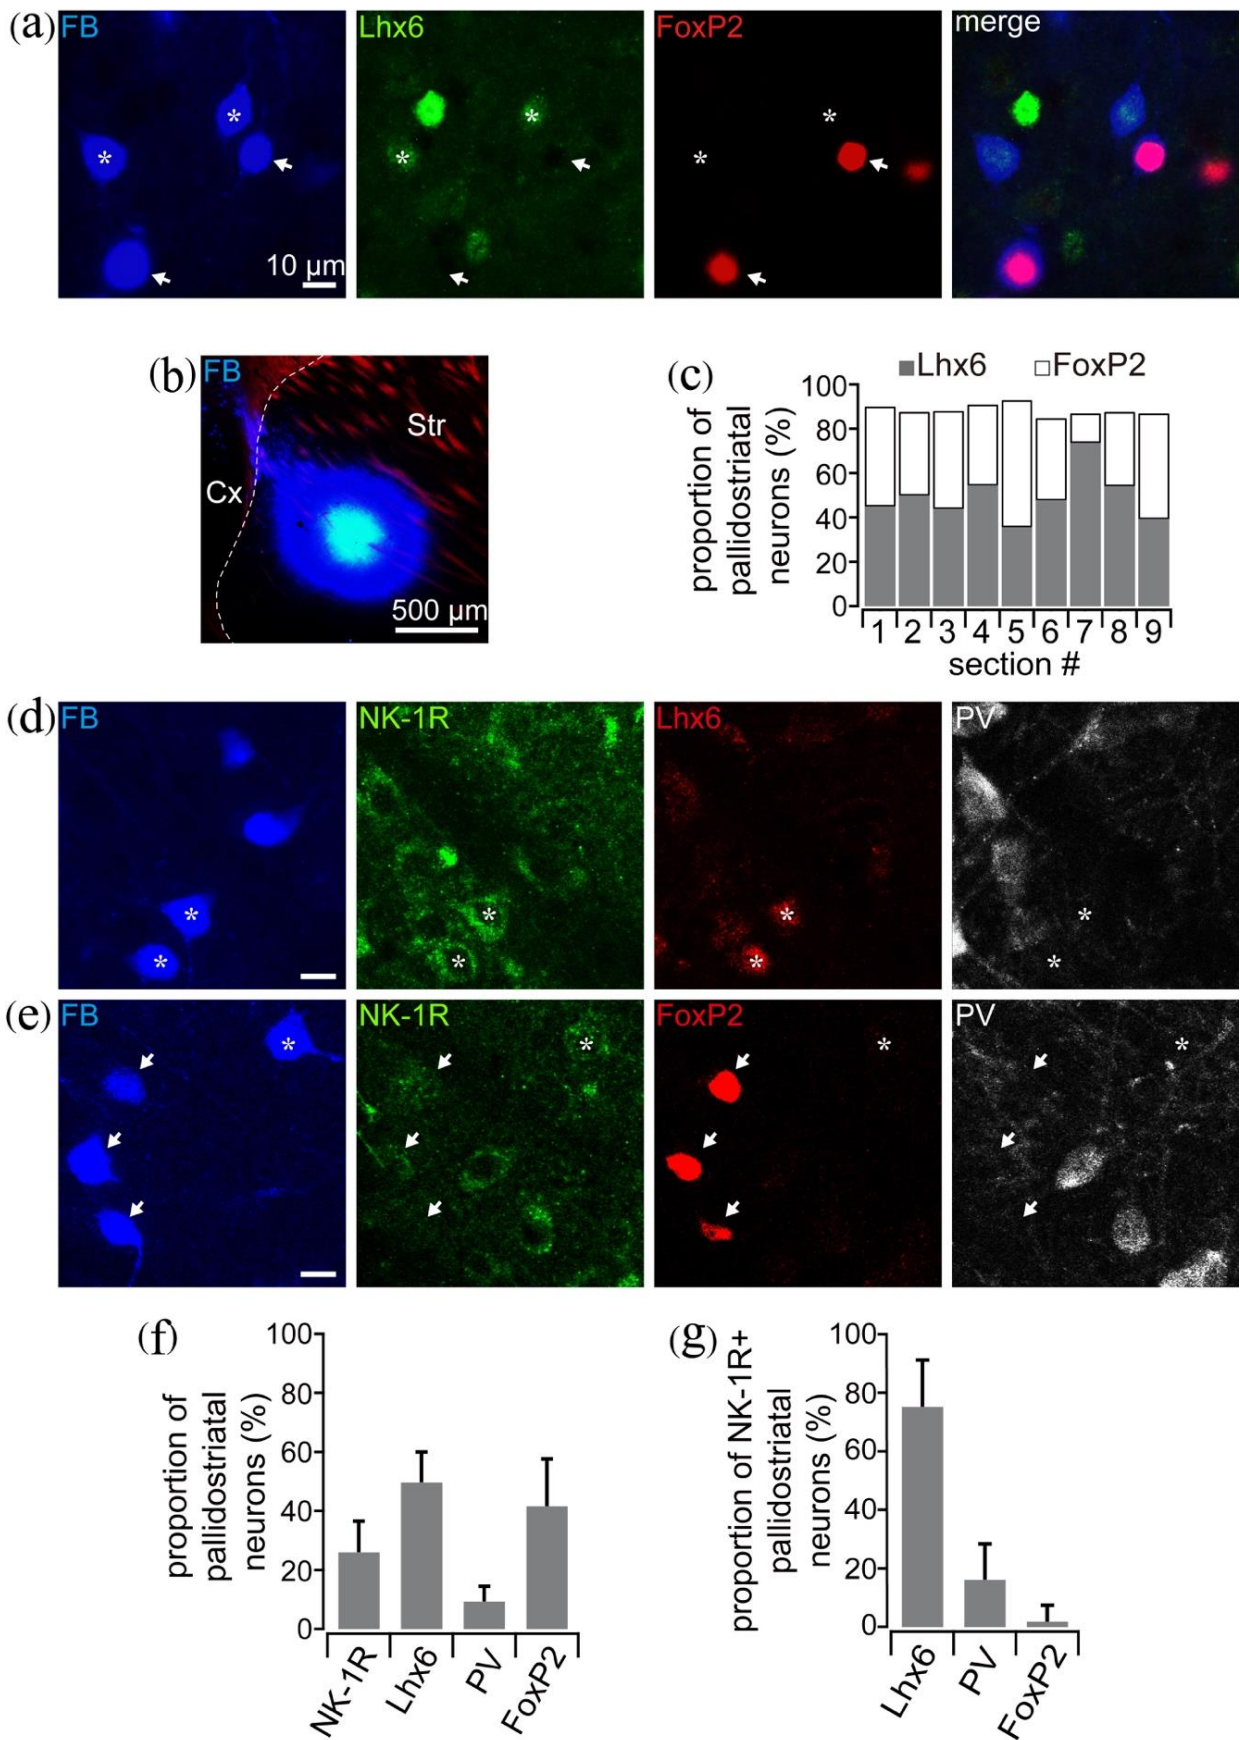 (a) FB Lhx6 FoxP2 merge
* * * * * *
10 µm
(b) FB
Str
Cx
500 µm
(c) Lhx6 FoxP2
proportion of
pallidostriatal
neurons (%)
100
80
60
40
20
0
1 2 3 4 5 6 7 8 9
section #
(d) FB NK-1R Lhx6 PV
* * * *
* * * *
(e) FB NK-1R FoxP2 PV
* * * *
(f)
proportion of
pallidostriatal
neurons (%)
100
80
60
40
20
0
NK-1R Lhx6 PV FoxP2
(g)
proportion of NK-1R+
pallidostriatal
neurons (%)
100
80
60
40
20
0
Lhx6 PV FoxP2